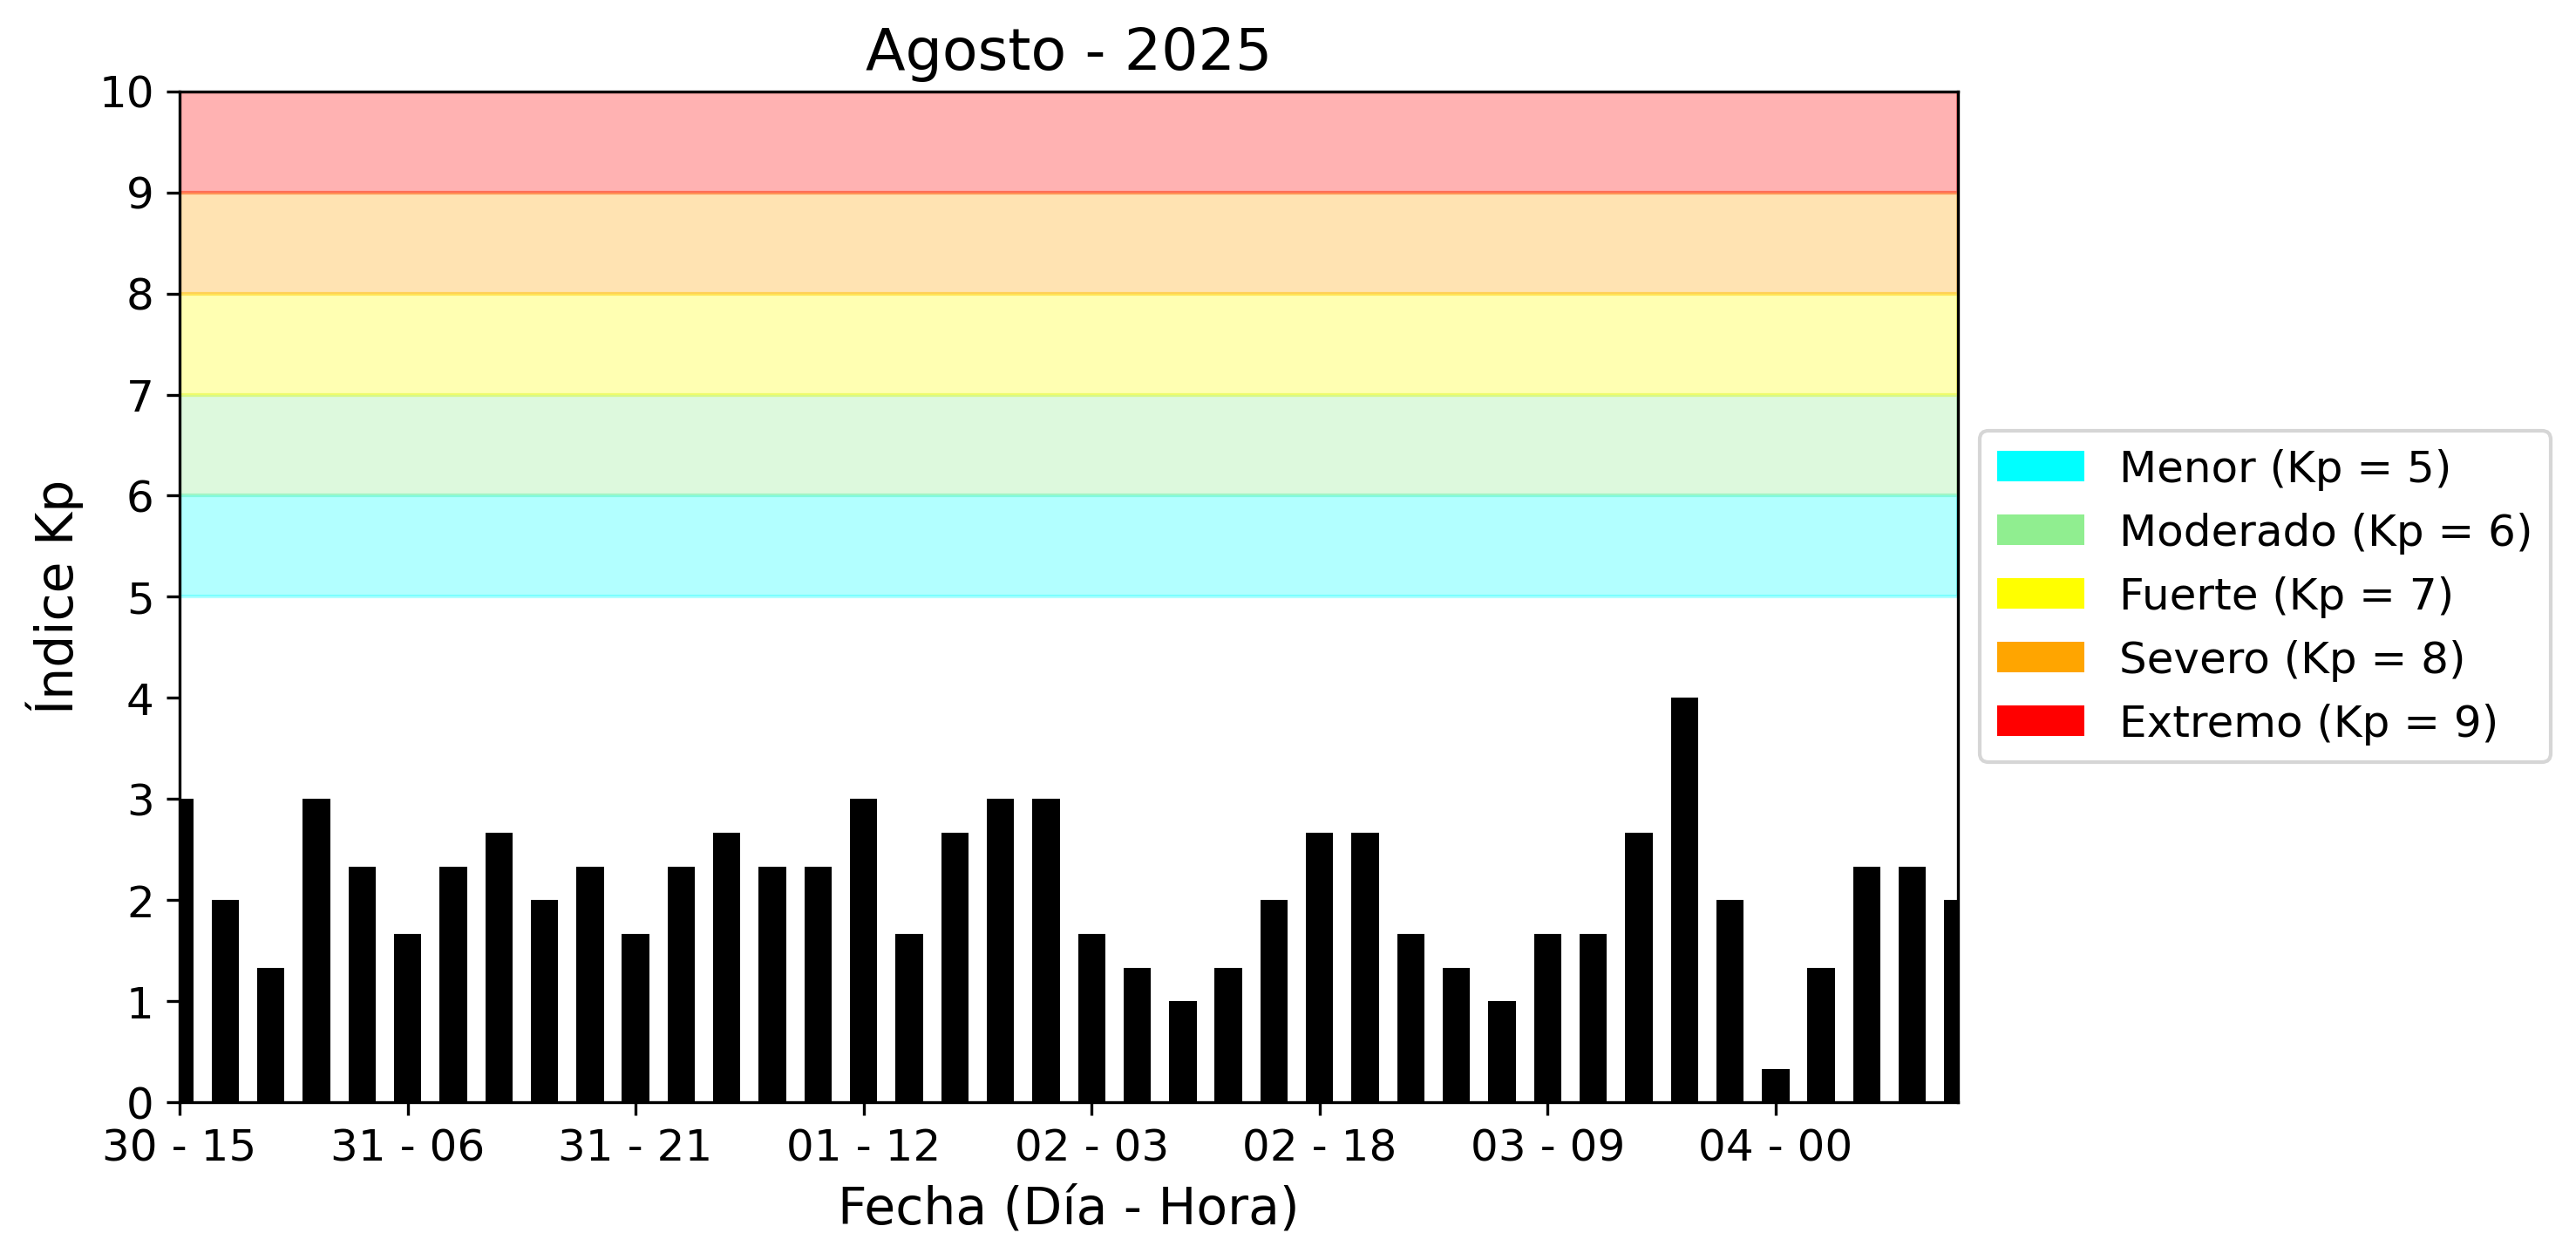 Agosto - 2025
10
9
8
7
6
5
4
3
2
1
0
Índice Kp
30 - 15
31 - 06
31 - 21
01 - 12
02 - 03
02 - 18
03 - 09
04 - 00
Fecha (Día - Hora)
Menor (Kp = 5)
Moderado (Kp = 6)
Fuerte (Kp = 7)
Severo (Kp = 8)
Extremo (Kp = 9)